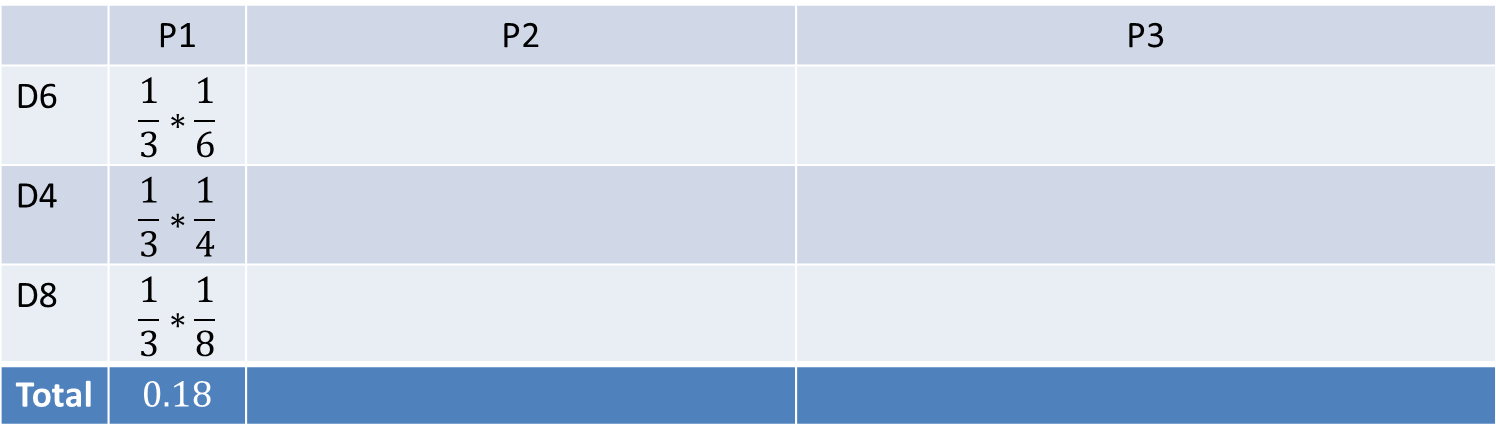 P1 P2 P3
D6 1/3 * 1/6
D4 1/3 * 1/4
D8 1/3 * 1/8
Total 0.18